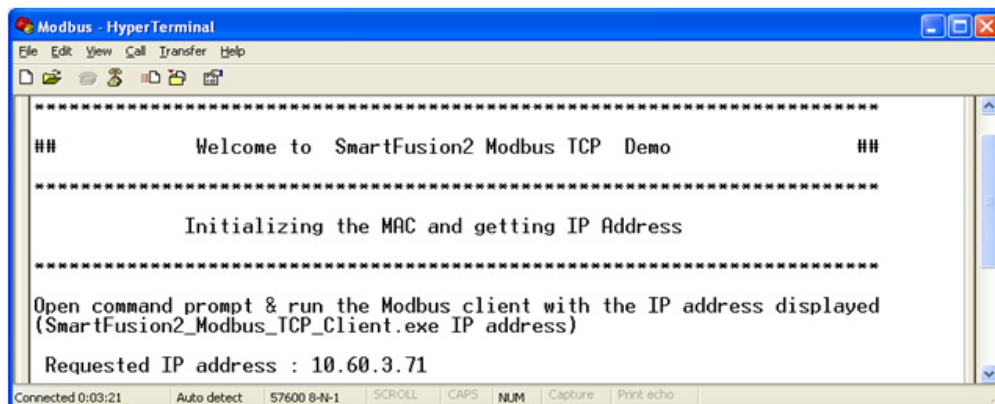 Modbus - HyperTerminal
File Edit View Call Transfer Help
************************************************************************
## Welcome to SmartFusion2 Modbus TCP Demo ##
************************************************************************
Initializing the MAC and getting IP Address
************************************************************************
Open command prompt & run the Modbus client with the IP address displayed
(SmartFusion2_Modbus_TCP_Client.exe IP address)
Requested IP address : 10.60.3.71
Connected 0:03:21 Auto detect 57600 8-N-1 SCROLL CAPS NUM Capture Print echo